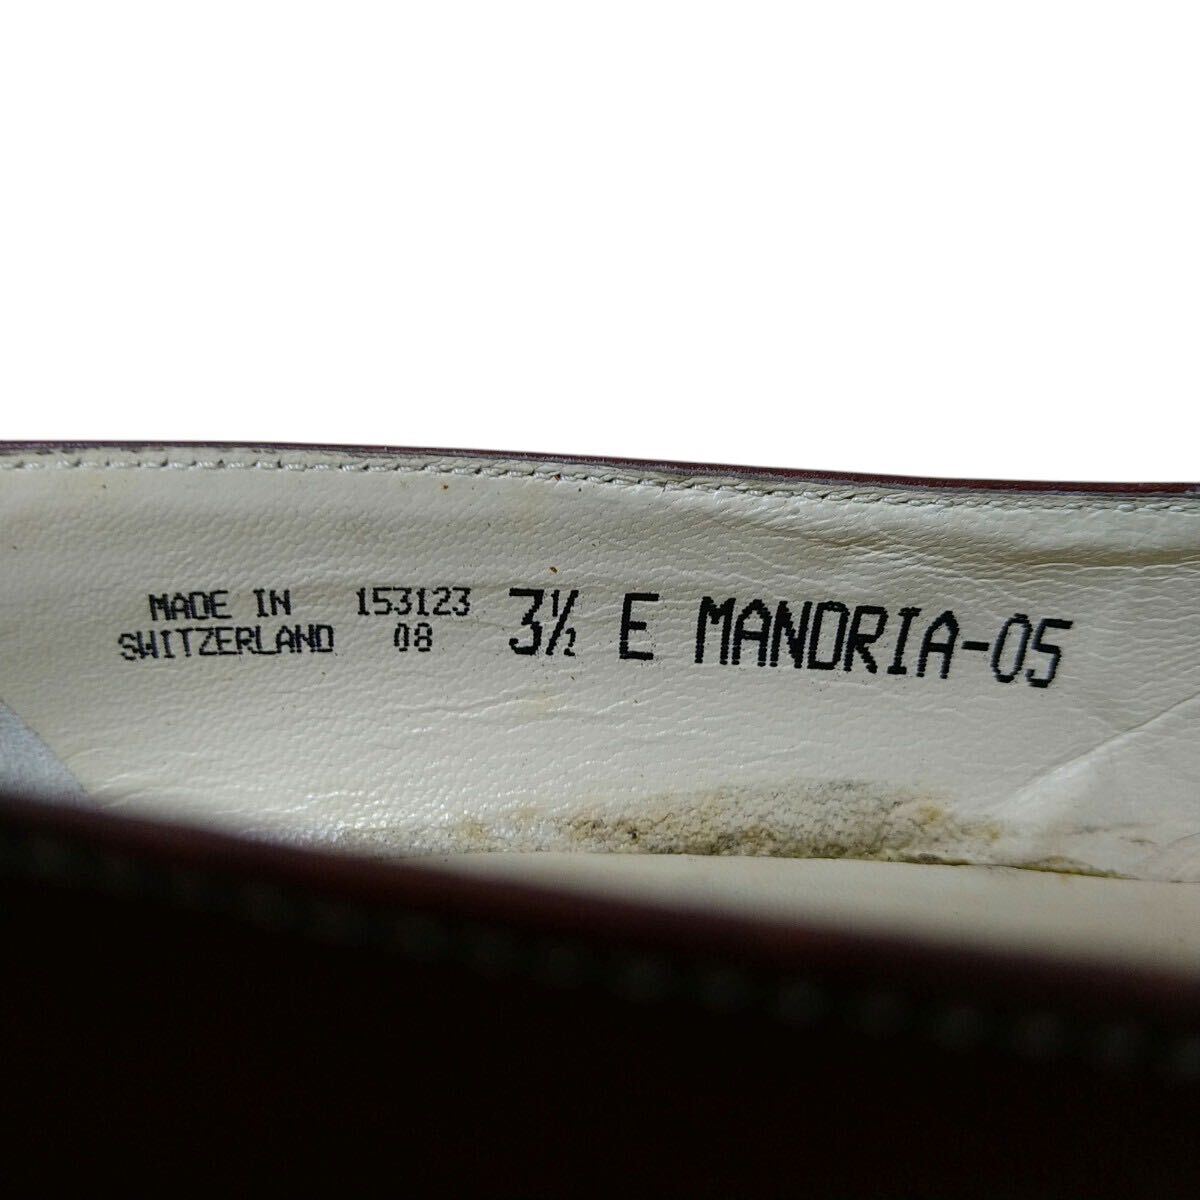 MADE IN 153123 3½ E MANDRIA-05
SWITZERLAND 08